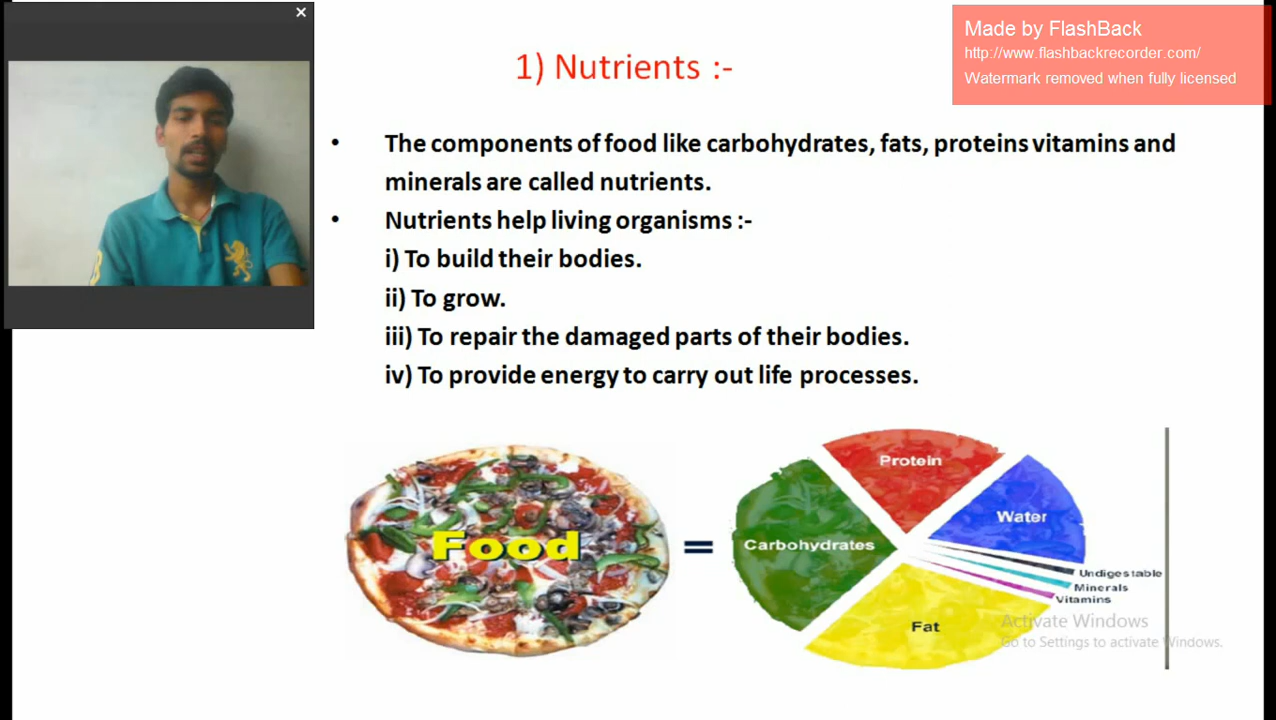 Made by FlashBack
http://www.flashbackrecorder.com/
Watermark removed when fully licensed
1) Nutrients :-
• The components of food like carbohydrates, fats, proteins vitamins and
minerals are called nutrients.
• Nutrients help living organisms :-
i) To build their bodies.
ii) To grow.
iii) To repair the damaged parts of their bodies.
iv) To provide energy to carry out life processes.
Food
=
Protein
Water
Carbohydrates
Undigestable
Minerals
Vitamins
Fat
Activate Windows
Go to Settings to activate Windows.